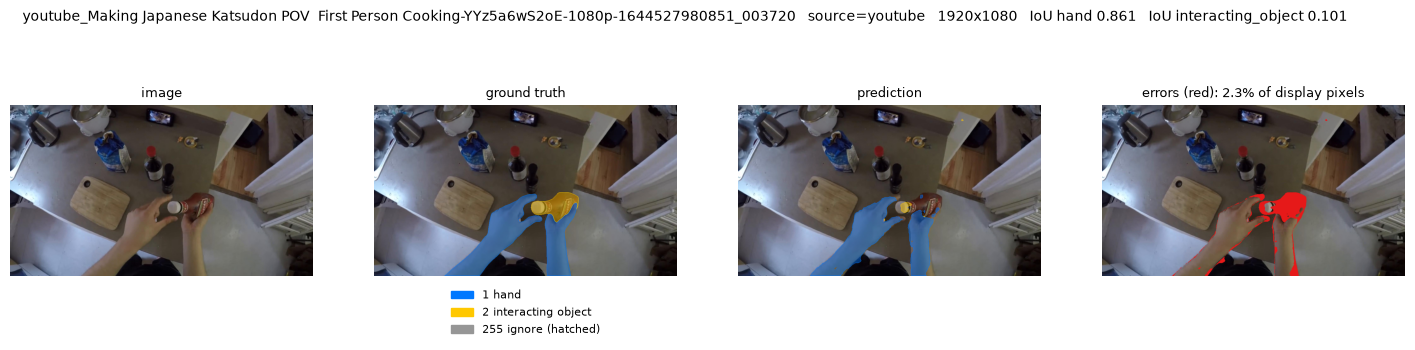 youtube_Making Japanese Katsudon POV  First Person Cooking-YYz5a6wS2oE-1080p-1644527980851_003720   source=youtube   1920x1080   IoU hand 0.861   IoU interacting_object 0.101
image
ground truth
prediction
errors (red): 2.3% of display pixels
1 hand
2 interacting object
255 ignore (hatched)